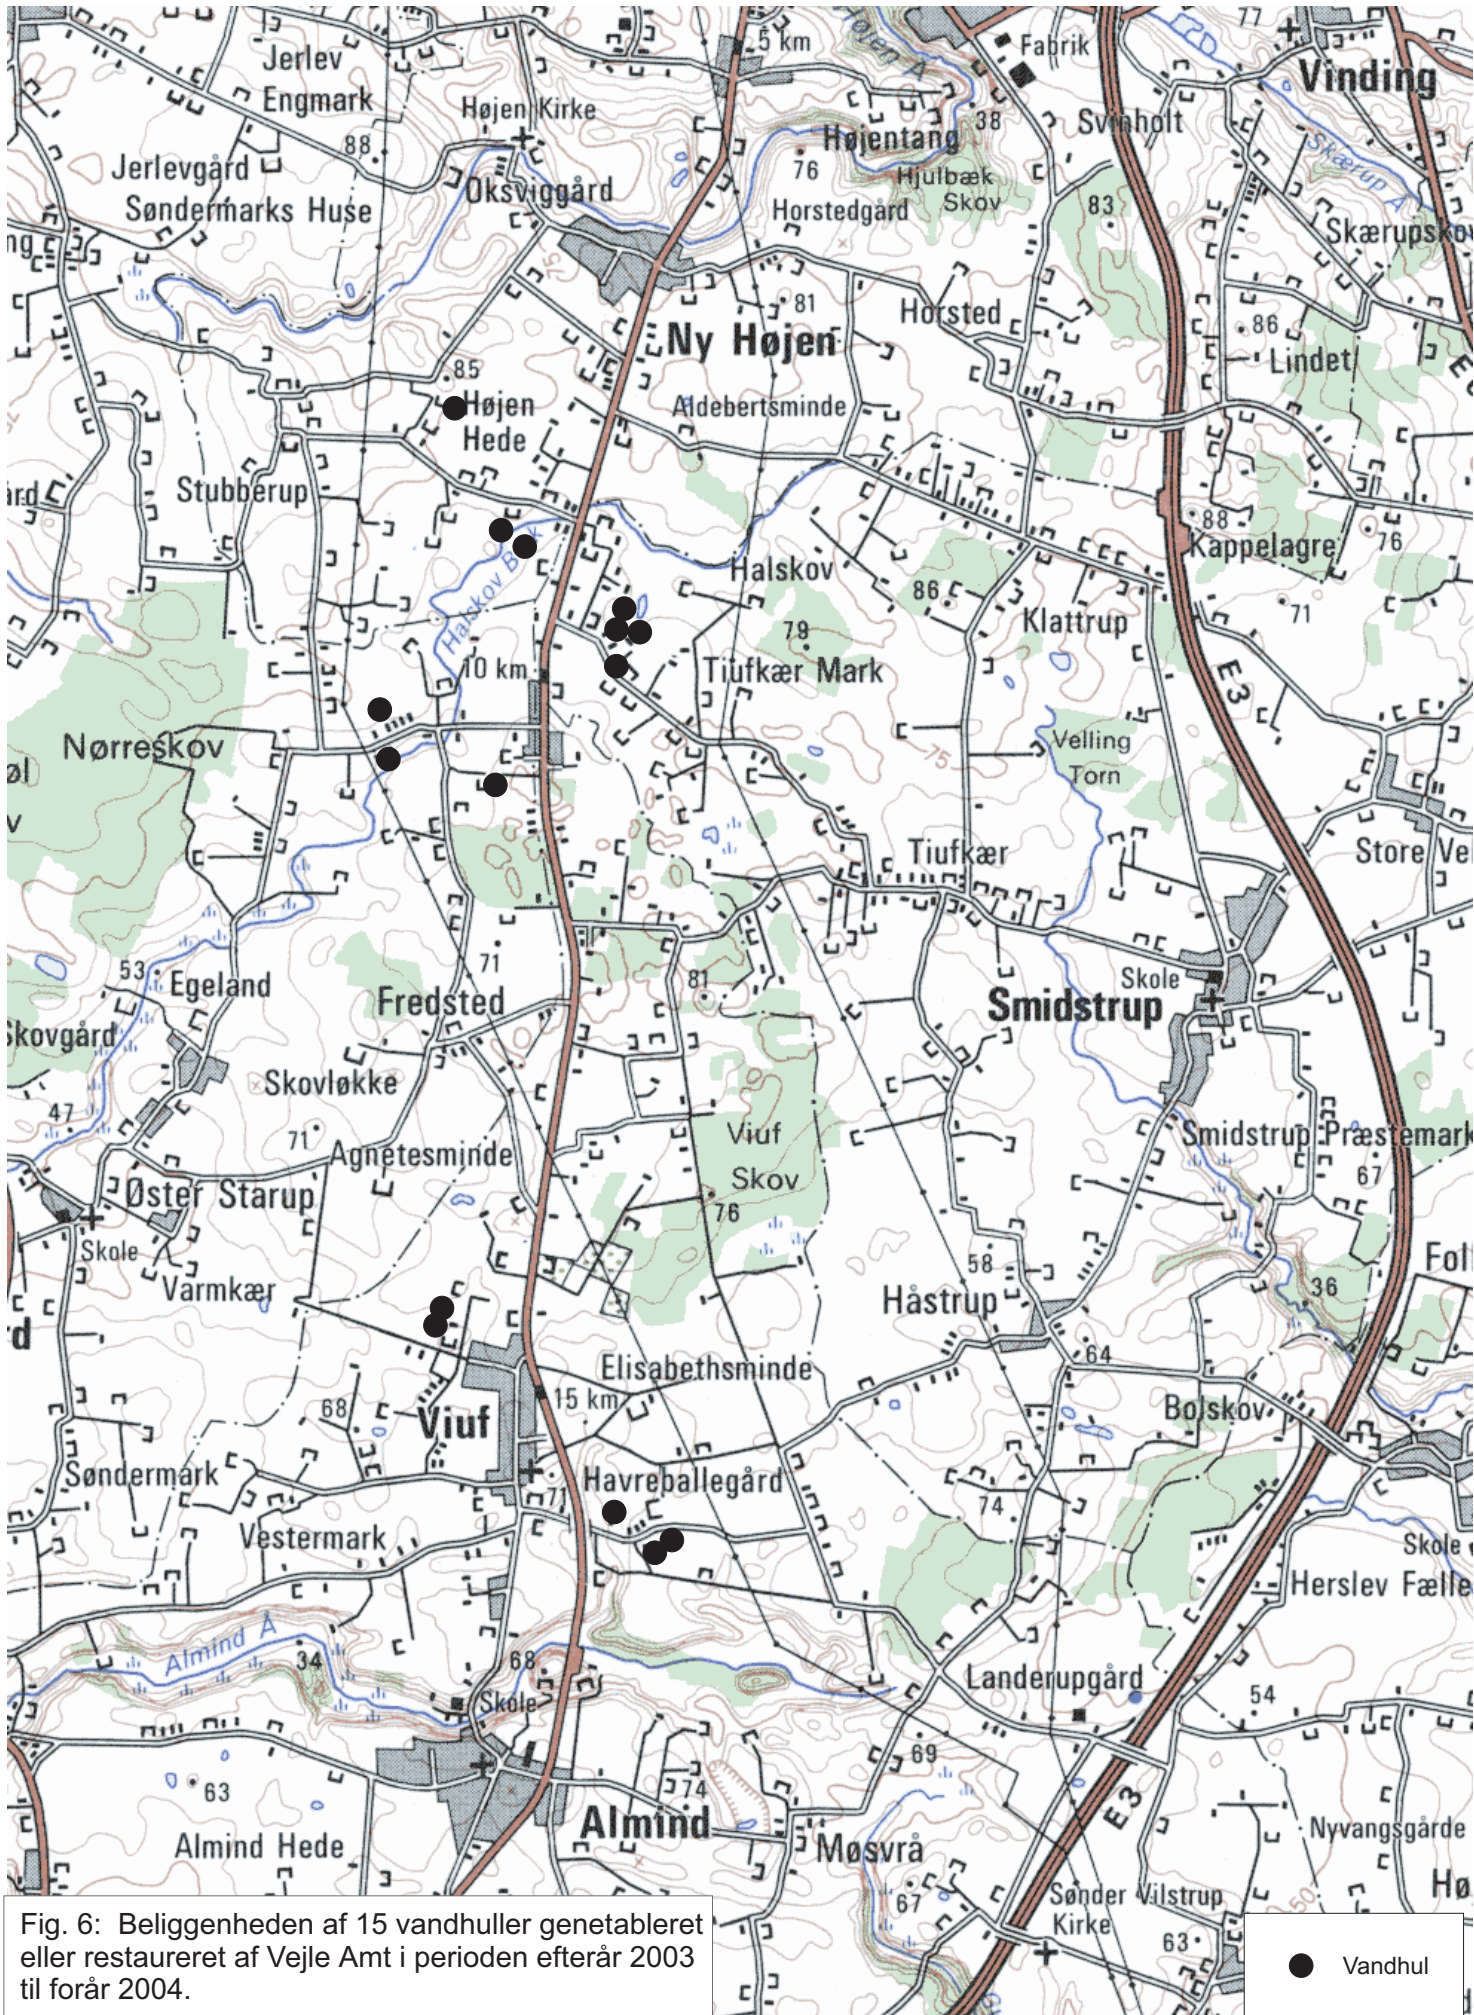 77
5 km
Fabrik
Vinding
Jerlev
Engmark
Højen Å
Højen Kirke
88
38
Svinholt
Højentang
76
Skærup Å
Jerlevgård
Hjulbæk
Skov
Oksviggård
Søndermarks Huse
Horstedgård
83
75
81
Horsted
Ny Højen
86
Lindet
85
Højen
Hede
Aldebertsminde
Stubberup
88
Kappelagre
76
Halskov
86
71
Halskov Bæk
Klattrup
79
10 km
Tiufkær Mark
E3
Nørreskov
75
Velling
Torn
Tiufkær
Store Vel
71
53
Egeland
81
Skole
Fredsted
Smidstrup
Skovgård
Skovløkke
47
71
Viuf
Skov
Smidstrup Præstemark
67
Agnetesminde
Øster Starup
76
Skole
58
Varmkær
Håstrup
36
64
Elisabethsminde
15 km
68
Viuf
Bolskov
Søndermark
Havreballegård
74
Vestermark
Skole
Herslev Fælle
Almind Å
34
68
Skole
Landerupgård
54
69
63
74
E3
Almind
Almind Hede
Møsvrå
Nyvangsgårde
67
Sønder Vilstrup
Kirke
50
63
Fig. 6: Beliggenheden af 15 vandhuller genetableret
eller restaureret af Vejle Amt i perioden efterår 2003
til forår 2004.
Vandhul